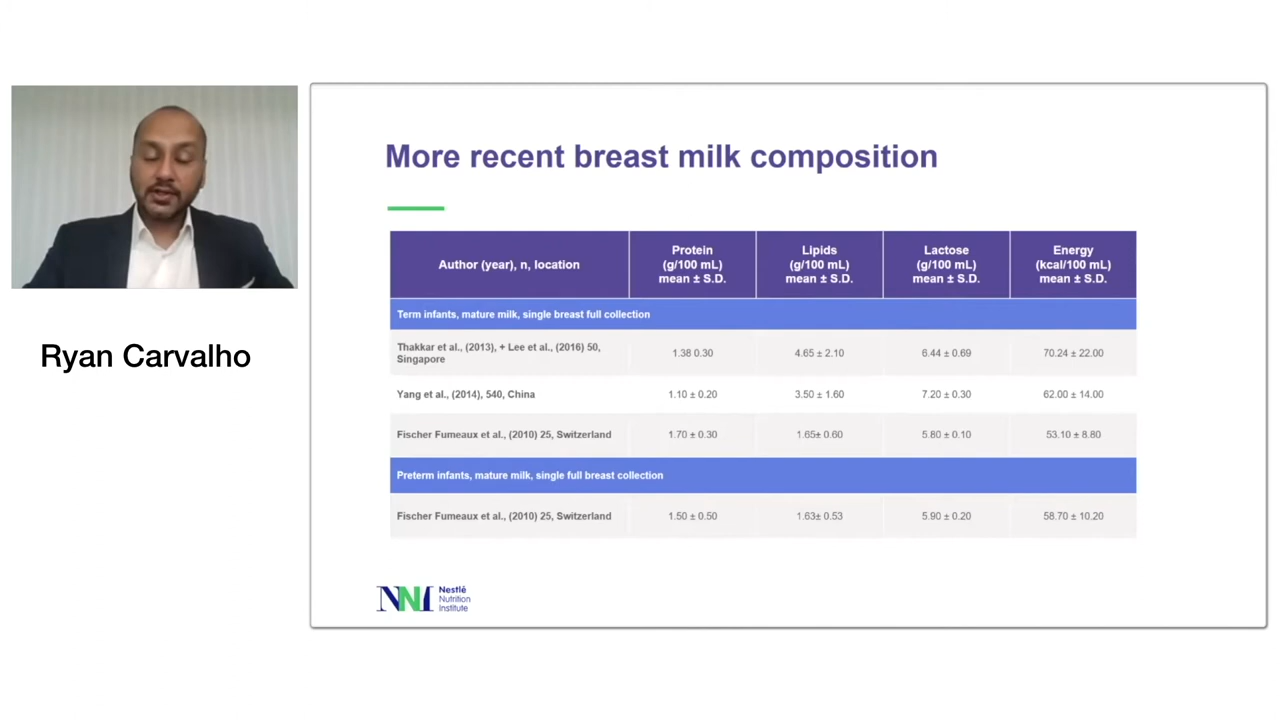 Ryan Carvalho
More recent breast milk composition
Author (year), n, location
Protein
(g/100 mL)
mean ± S.D.
Lipids
(g/100 mL)
mean ± S.D.
Lactose
(g/100 mL)
mean ± S.D.
Energy
(kcal/100 mL)
mean ± S.D.
Term infants, mature milk, single breast full collection
Thakkar et al., (2013), + Lee et al., (2016) 50,
Singapore
1.38 0.30
4.65 ± 2.10
6.44 ± 0.69
70.24 ± 22.00
Yang et al., (2014), 540, China
1.10 ± 0.20
3.50 ± 1.60
7.20 ± 0.30
62.00 ± 14.00
Fischer Fumeaux et al., (2010) 25, Switzerland
1.70 ± 0.30
1.65± 0.60
5.80 ± 0.10
53.10 ± 8.80
Preterm infants, mature milk, single full breast collection
Fischer Fumeaux et al., (2010) 25, Switzerland
1.50 ± 0.50
1.63± 0.53
5.90 ± 0.20
58.70 ± 10,20
NNI
Nestlé
Nutrition
Institute